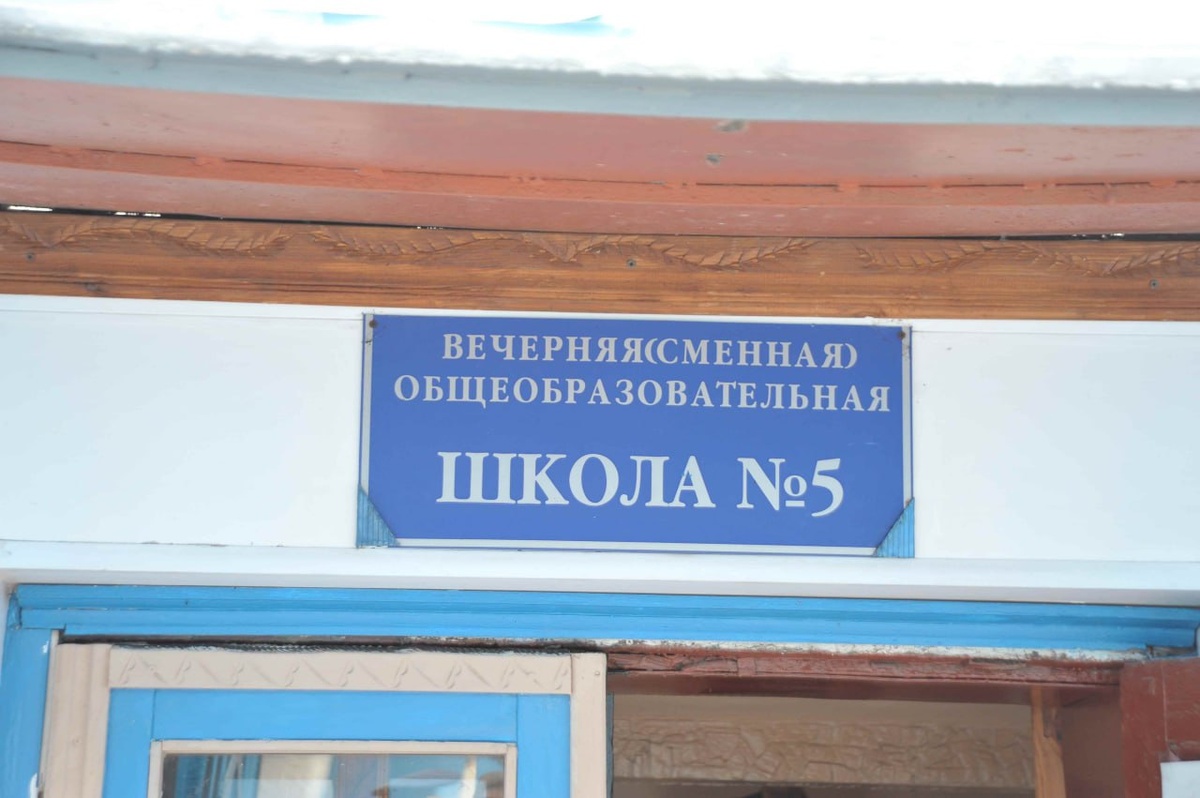 ВЕЧЕРНЯЯ(СМЕННАЯ)
ОБЩЕОБРАЗОВАТЕЛЬНАЯ
ШКОЛА №5